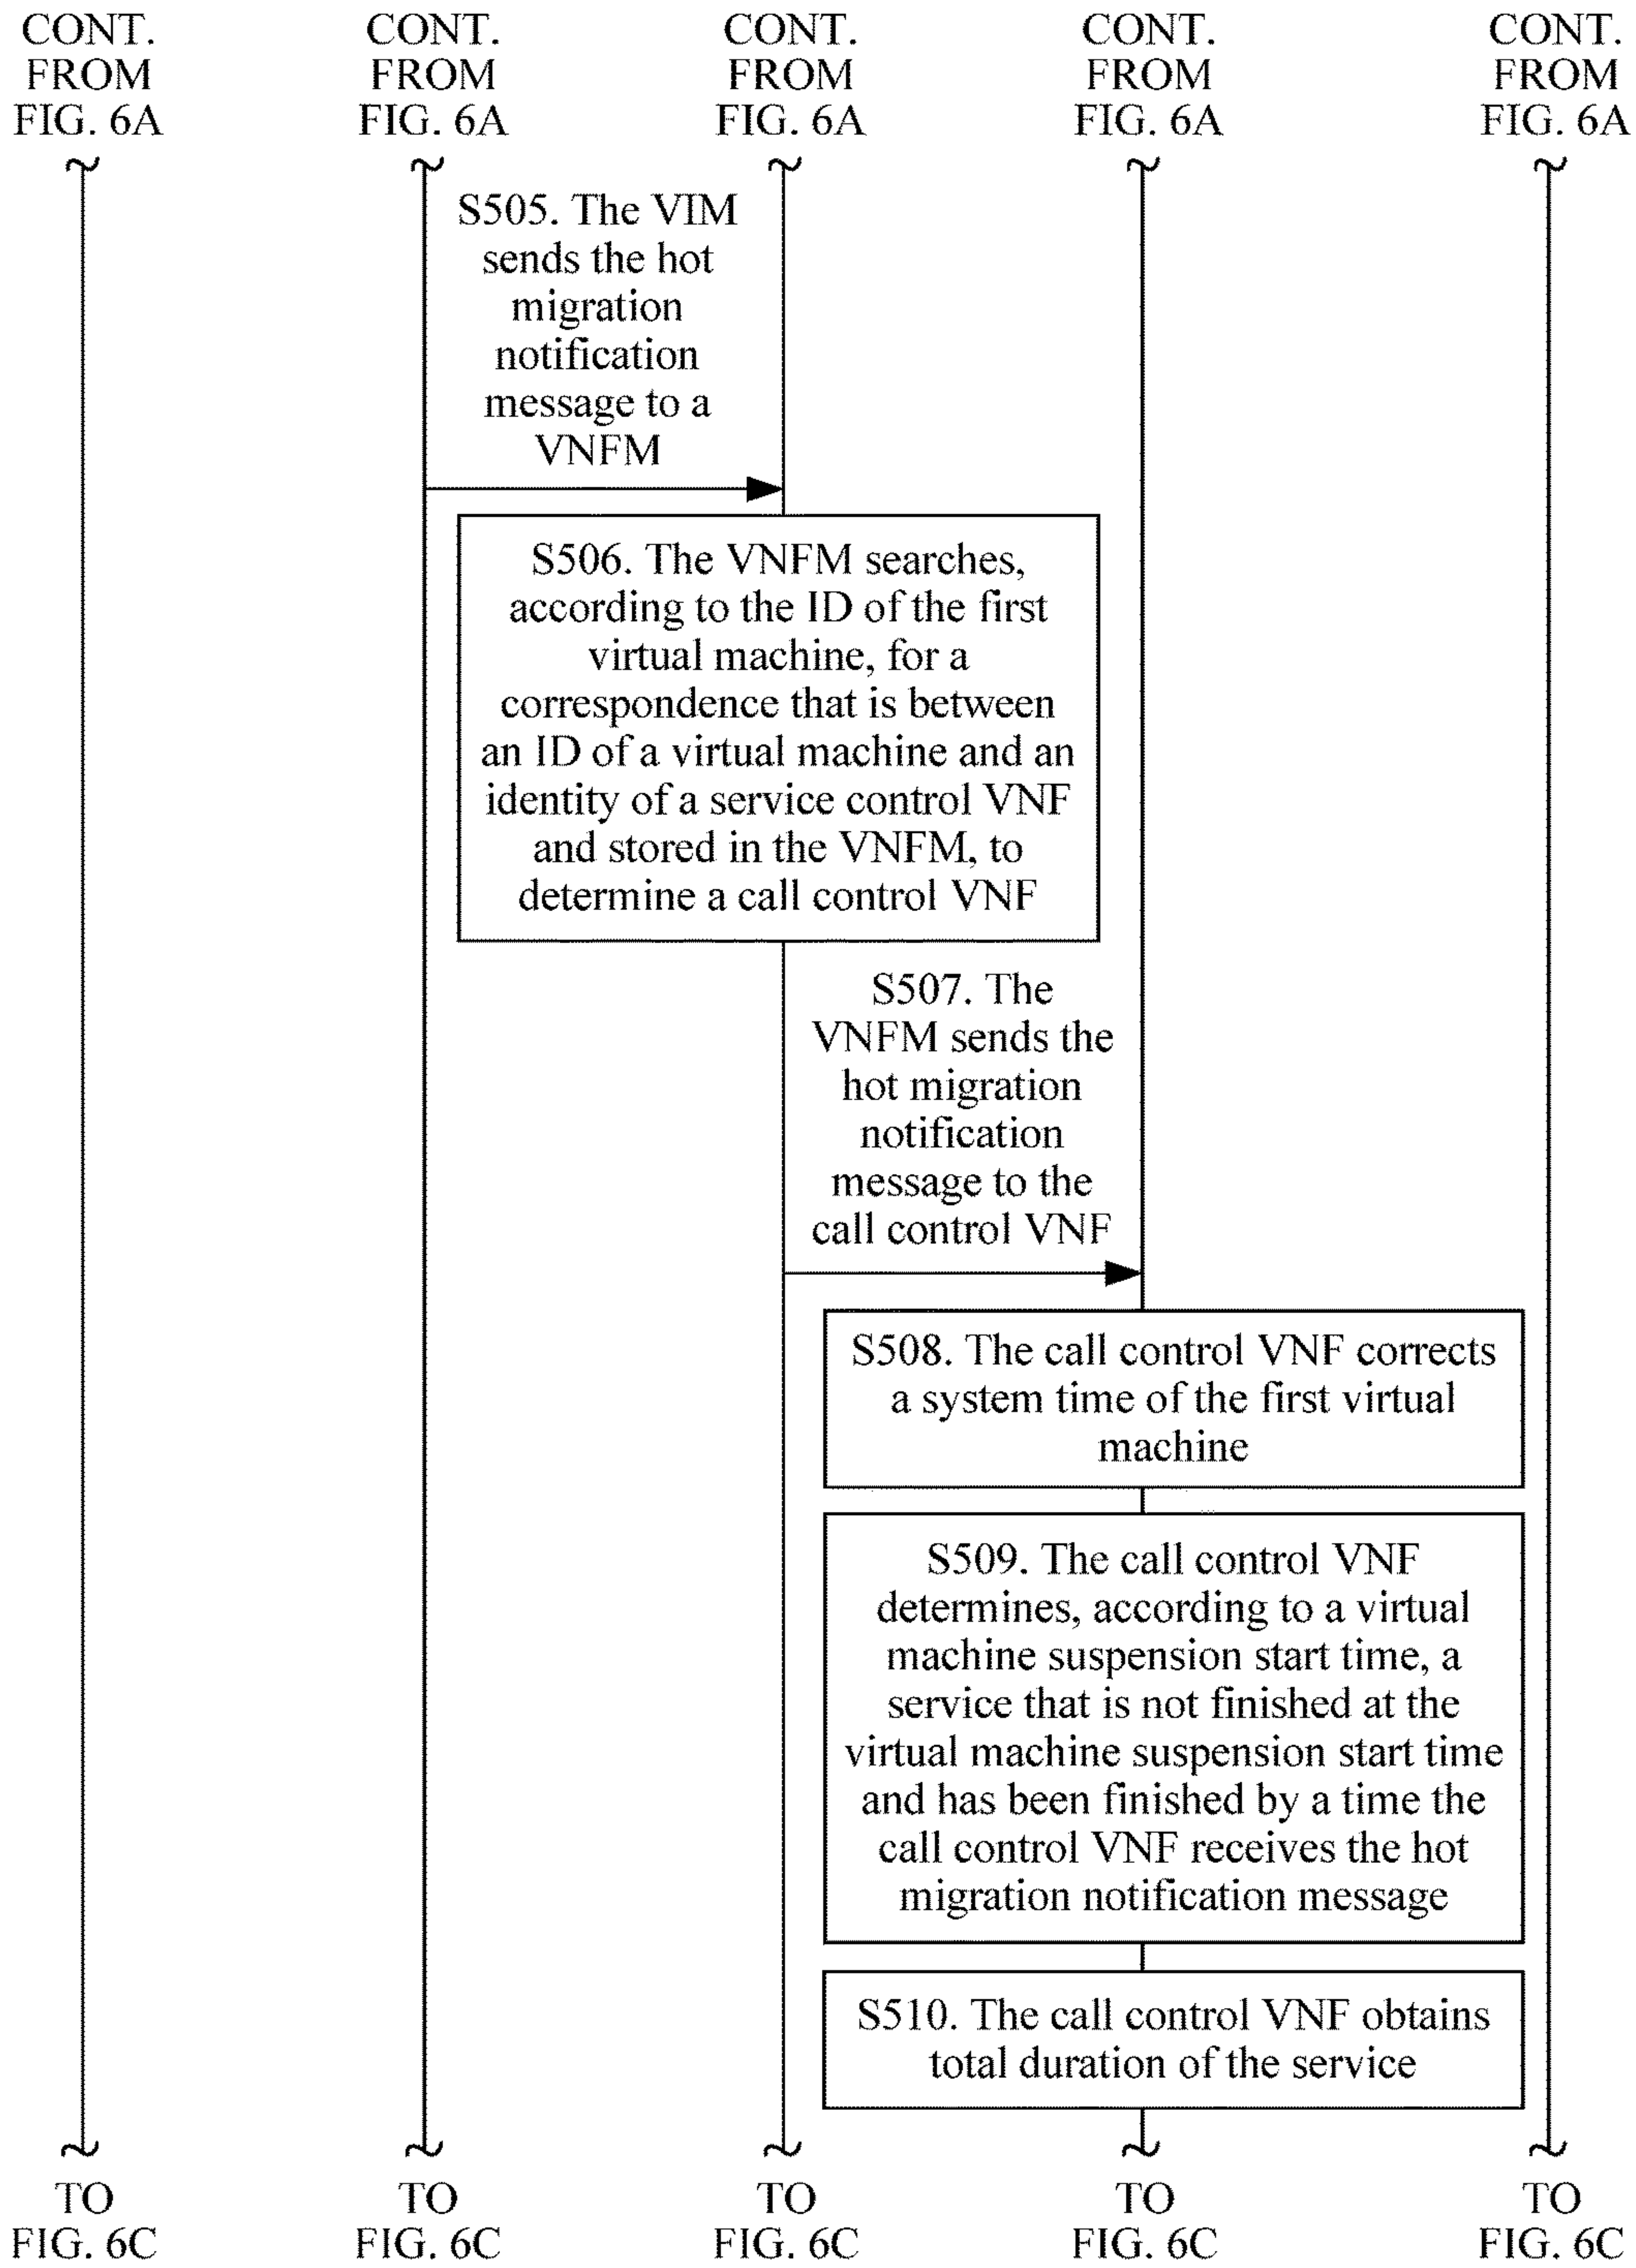 CONT. FROM FIG. 6A
CONT. FROM FIG. 6A
CONT. FROM FIG. 6A
CONT. FROM FIG. 6A
CONT. FROM FIG. 6A
S505. The VIM
sends the hot
migration
notification
message to a
VNFM
S506. The VNFM searches,
according to the ID of the first
virtual machine, for a
correspondence that is between
an ID of a virtual machine and an
identity of a service control VNF
and stored in the VNFM, to
determine a call control VNF
S507. The
VNFM sends the
hot migration
notification
message to the
call control VNF
S508. The call control VNF corrects
a system time of the first virtual
machine
S509. The call control VNF
determines, according to a virtual
machine suspension start time, a
service that is not finished at the
virtual machine suspension start time
and has been finished by a time the
call control VNF receives the hot
migration notification message
S510. The call control VNF obtains
total duration of the service
TO FIG. 6C
TO FIG. 6C
TO FIG. 6C
TO FIG. 6C
TO FIG. 6C